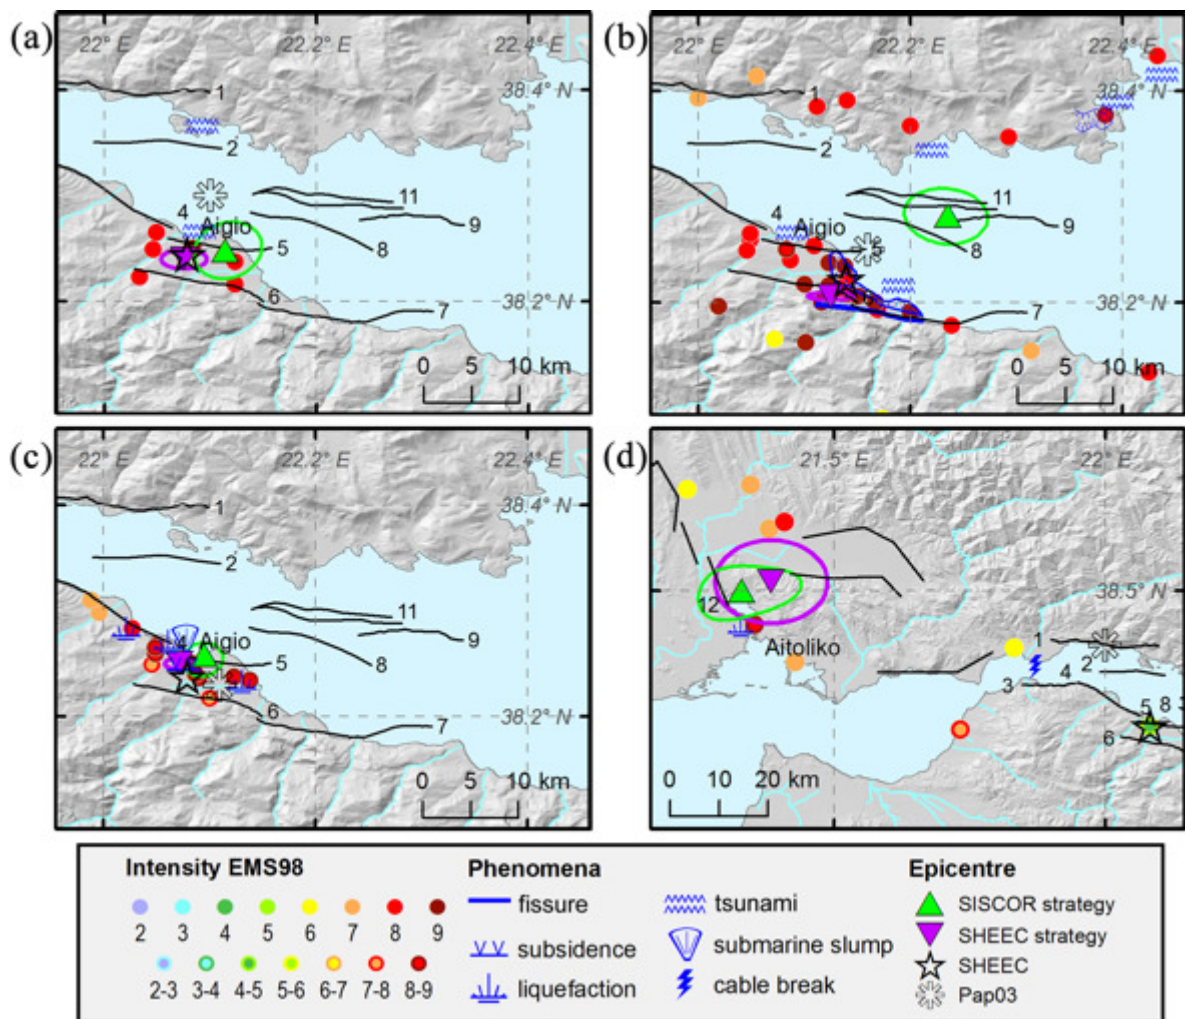 (a)
22° E
22.2° E
22.4° E
38.4° N
1
2
4
Aigio
11
9
5
8
6
38.2° N
7
0 5 10 km
(b)
22° E
22.2° E
22.4° E
38.4° N
1
2
11
4
Aigio
9
5
8
38.2° N
7
0 5 10 km
(c)
22° E
22.2° E
22.4° E
38.4° N
1
2
11
4
Aigio
9
5
8
6
38.2° N
7
0 5 10 km
(d)
21.5° E
22° E
38.5° N
12
Aitoliko
1
2
4
3
5 8 3
6
0 10 20 km
Intensity EMS98
2 3 4 5 6 7 8 9
2-3 3-4 4-5 5-6 6-7 7-8 8-9
Phenomena
fissure
subsidence
liquefaction
tsunami
submarine slump
cable break
Epicentre
SISCOR strategy
SHEEC strategy
SHEEC
Pap03